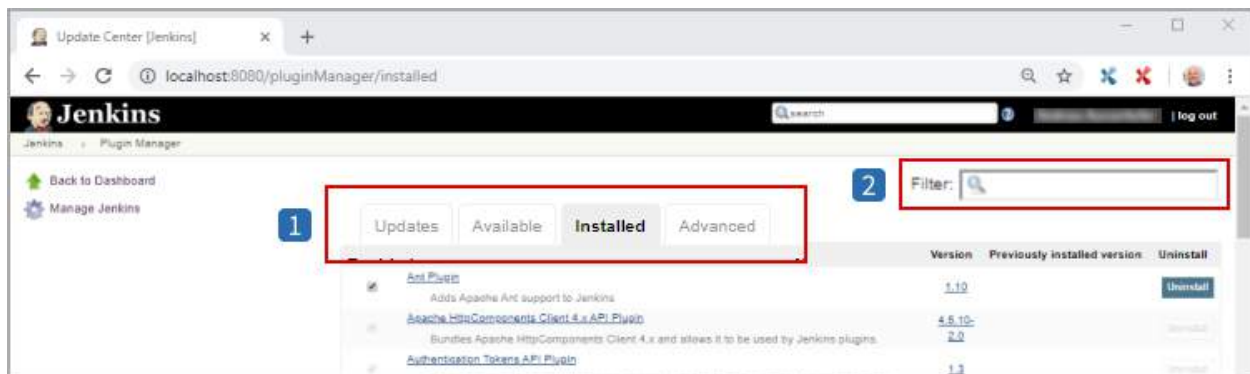 Update Center [Jenkins]
localhost:8080/pluginManager/installed
Jenkins
search
| log out
Jenkins
Plugin Manager
Back to Dashboard
Manage Jenkins
1
2
Filter:
Updates Available Installed Advanced
Version Previously installed version Uninstall
Ant Plugin
Adds Apache Ant support to Jenkins
1.10
Uninstall
Apache HttpComponents Client 4.x API Plugin
Bundles Apache HttpComponents Client 4.x and allows it to be used by Jenkins plugins.
4.5.10-
2.0
Uninstall
Authentication Tokens API Plugin
1.3
Uninstall